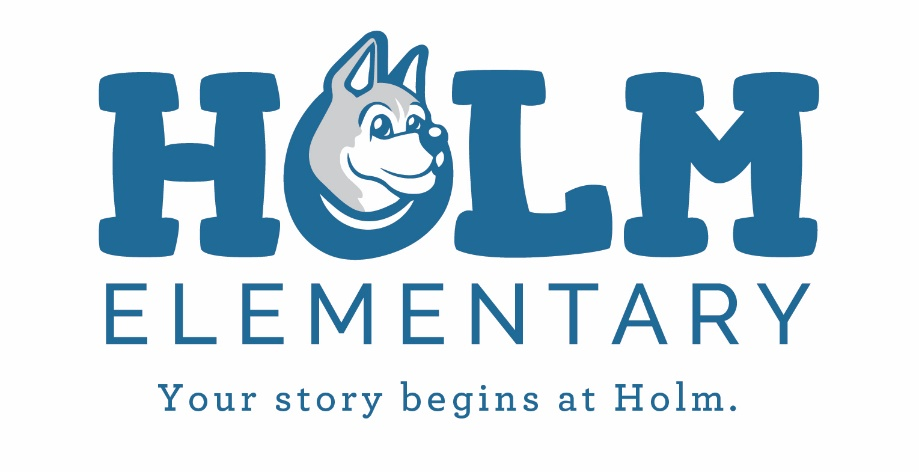 HOLM
ELEMENTARY
Your story begins at Holm.